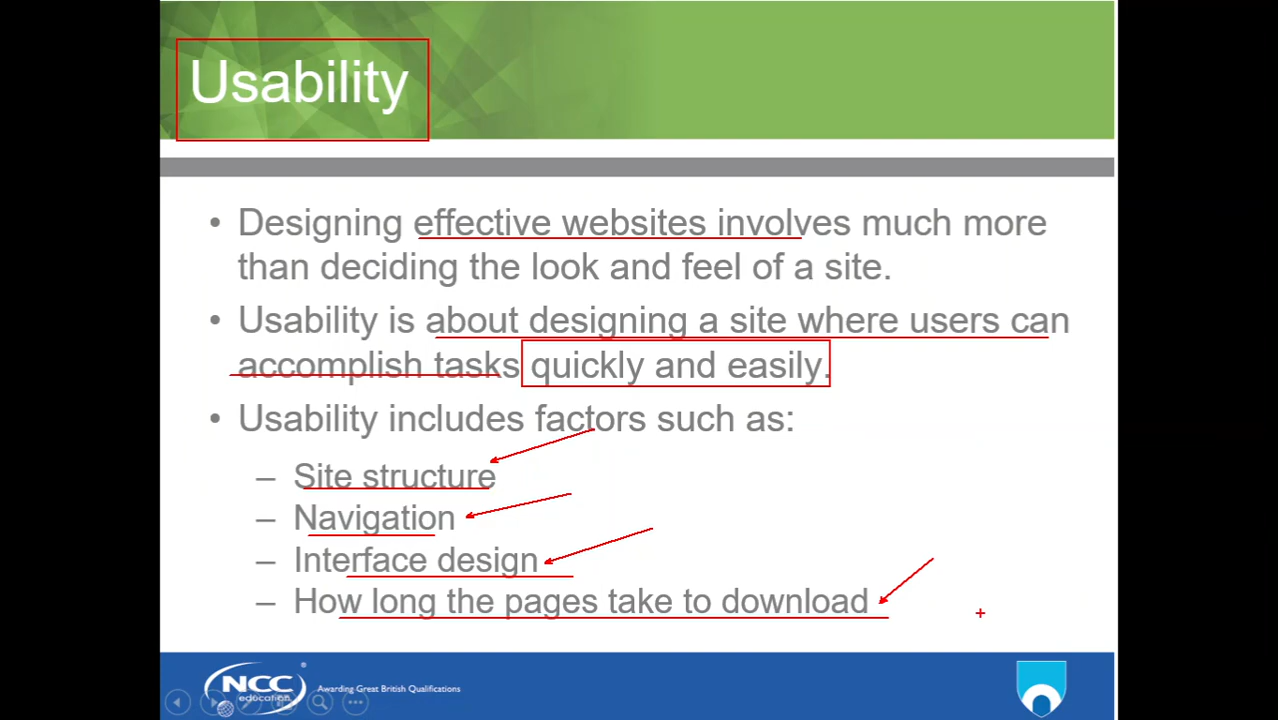 Usability
• Designing effective websites involves much more
than deciding the look and feel of a site.
• Usability is about designing a site where users can
accomplish tasks quickly and easily.
• Usability includes factors such as:
– Site structure
– Navigation
– Interface design
– How long the pages take to download
NCC
education
Awarding Great British Qualifications